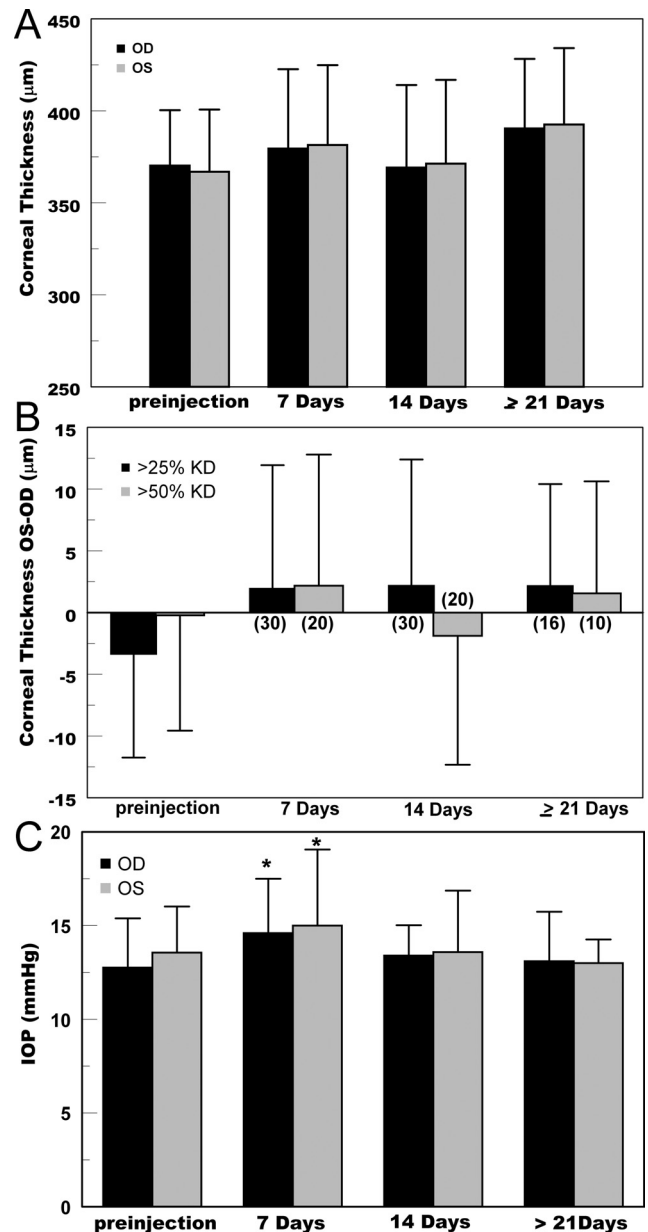 A
Corneal Thickness (µm)
450
400
350
300
250
OD
OS
preinjection 7 Days 14 Days ≥ 21 Days
B
Corneal Thickness OS-OD (µm)
15
10
5
0
-5
-10
-15
>25% KD
>50% KD
(20)
(30) (20) (30) (16) (10)
preinjection 7 Days 14 Days ≥ 21 Days
C
IOP (mmHg)
20
15
10
5
0
OD
OS
* *
preinjection 7 Days 14 Days > 21Days